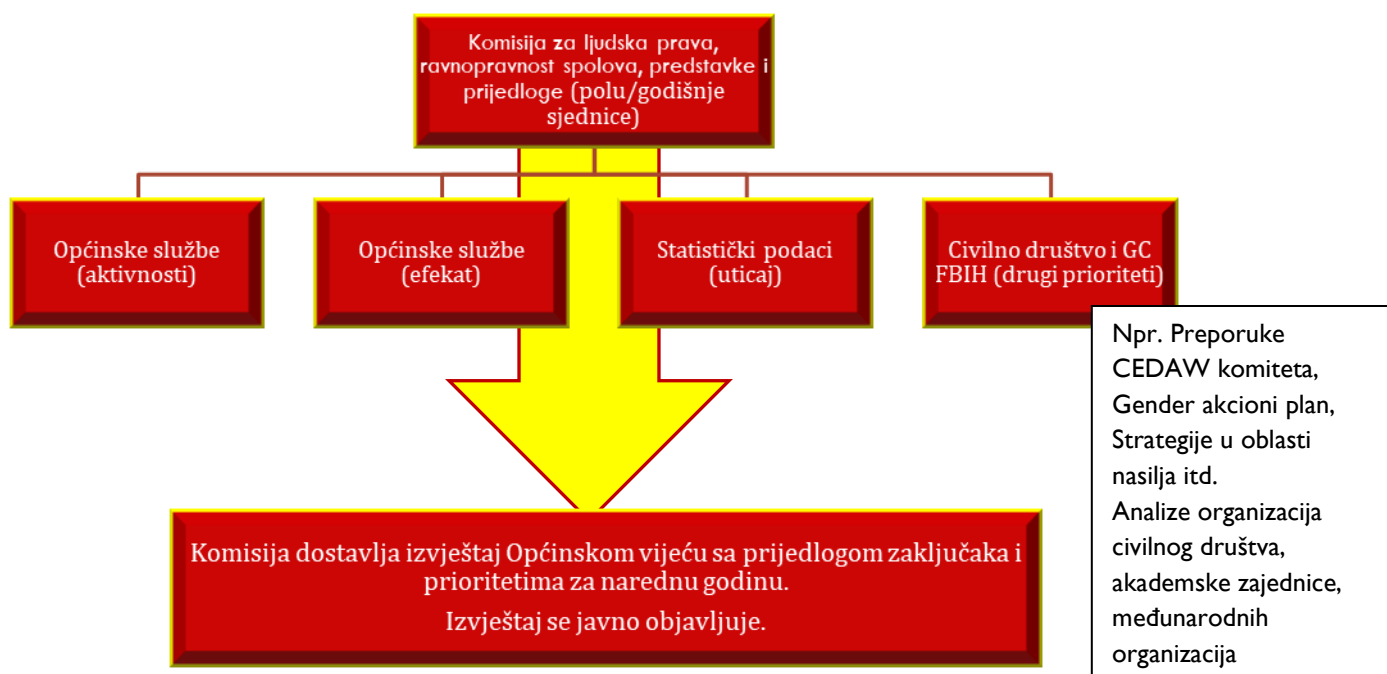 Komisija za ljudska prava,
ravnopravnost spolova, predstavke i
prijedloge (polu/godišnje
sjednice)
Općinske službe
(aktivnosti)
Općinske službe
(efekat)
Statistički podaci
(uticaj)
Civilno društvo i GC
FBIH (drugi prioriteti)
Npr. Preporuke
CEDAW komiteta,
Gender akcioni plan,
Strategije u oblasti
nasilja itd.
Analize organizacija
civilnog društva,
akademske zajednice,
međunarodnih
organizacija
Komisija dostavlja izvještaj Općinskom vijeću sa prijedlogom zaključaka i
prioritetima za narednu godinu.
Izvještaj se javno objavljuje.